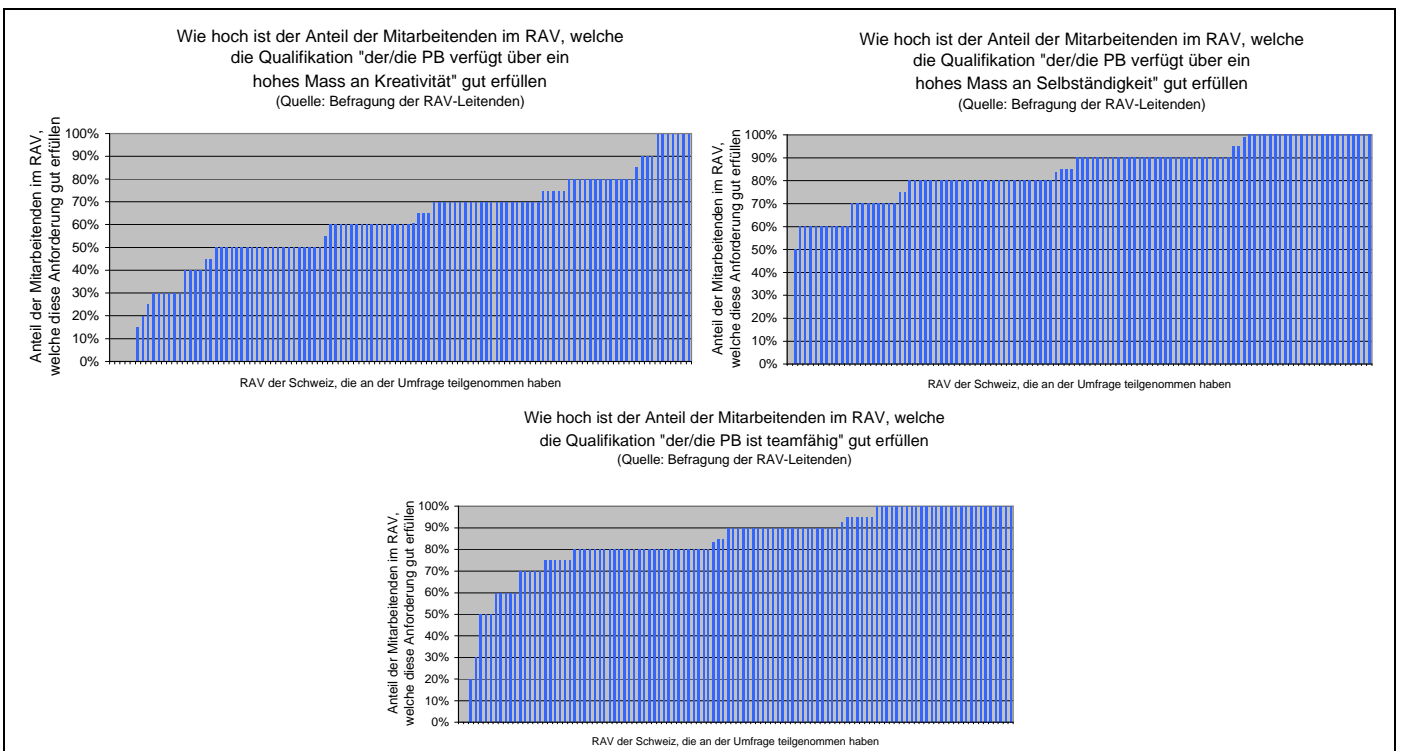 Wie hoch ist der Anteil der Mitarbeitenden im RAV, welche
die Qualifikation "der/die PB verfügt über ein
hohes Mass an Kreativität" gut erfüllen
(Quelle: Befragung der RAV-Leitenden)
Anteil der Mitarbeitenden im RAV,
welche diese Anforderung gut erfüllen
100%
90%
80%
70%
60%
50%
40%
30%
20%
10%
0%
RAV der Schweiz, die an der Umfrage teilgenommen haben
Wie hoch ist der Anteil der Mitarbeitenden im RAV, welche
die Qualifikation "der/die PB verfügt über ein
hohes Mass an Selbständigkeit" gut erfüllen
(Quelle: Befragung der RAV-Leitenden)
Anteil der Mitarbeitenden im RAV,
welche diese Anforderung gut erfüllen
100%
90%
80%
70%
60%
50%
40%
30%
20%
10%
0%
RAV der Schweiz, die an der Umfrage teilgenommen haben
Wie hoch ist der Anteil der Mitarbeitenden im RAV, welche
die Qualifikation "der/die PB ist teamfähig" gut erfüllen
(Quelle: Befragung der RAV-Leitenden)
Anteil der Mitarbeitenden im RAV,
welche diese Anforderung gut erfüllen
100%
90%
80%
70%
60%
50%
40%
30%
20%
10%
0%
RAV der Schweiz, die an der Umfrage teilgenommen haben